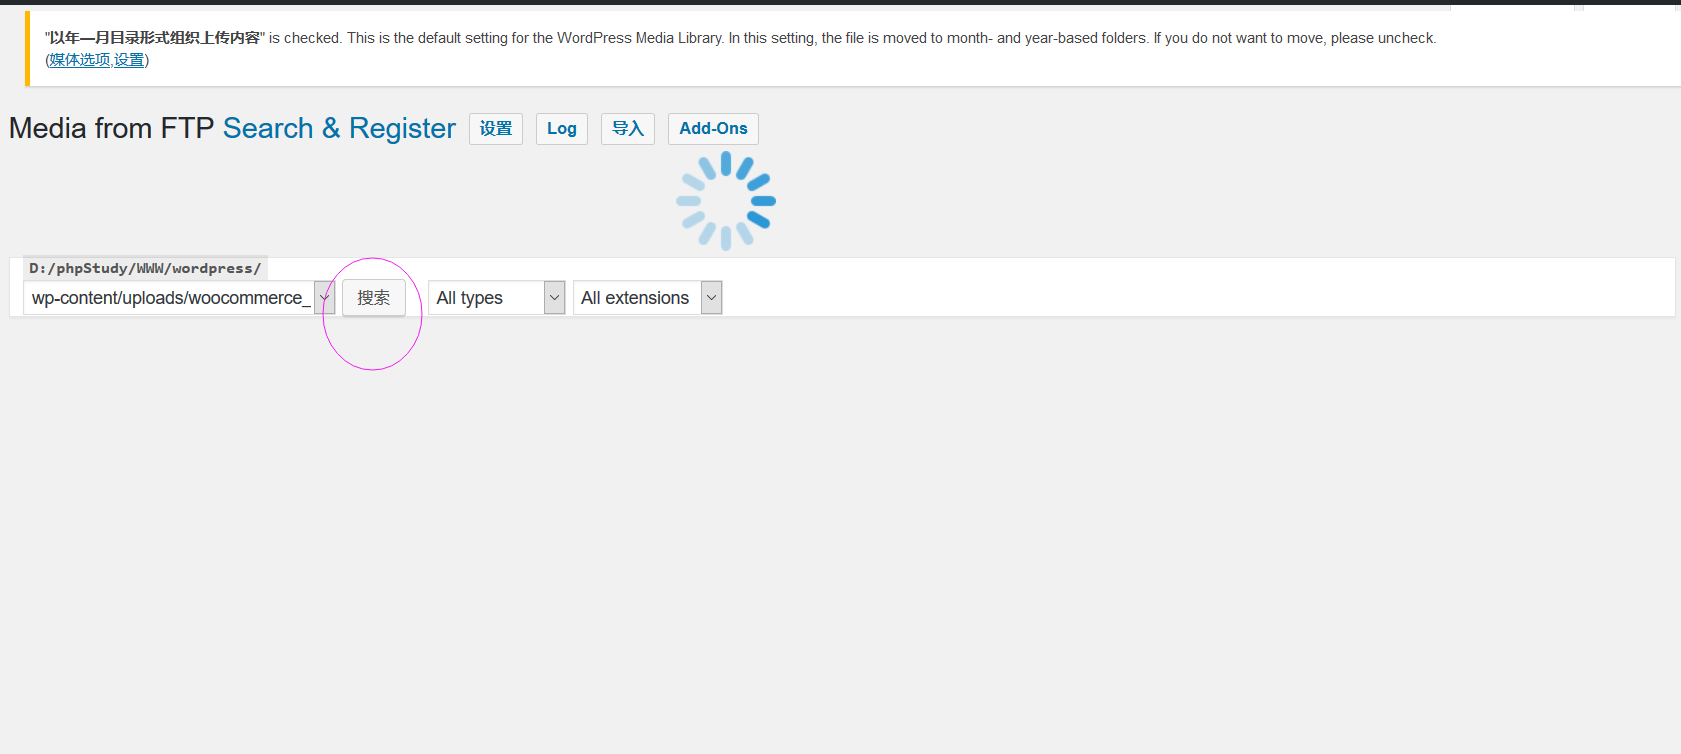 "以年—月目录形式组织上传内容" is checked. This is the default setting for the WordPress Media Library. In this setting, the file is moved to month- and year-based folders. If you do not want to move, please uncheck.
(媒体选项,设置)
Media from FTP Search & Register 设置 Log 导入 Add-Ons
D:/phpStudy/WWW/wordpress/
wp-content/uploads/woocommerce_ 搜索 All types All extensions